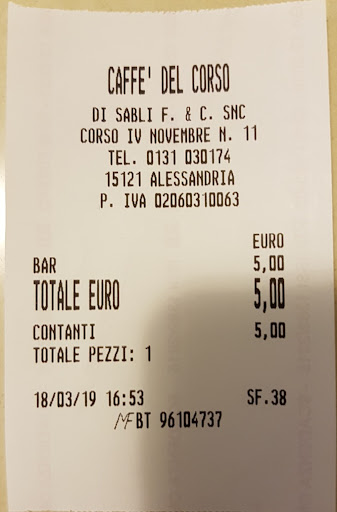 CAFFE' DEL CORSO
DI SABLI F. & C. SNC
CORSO IV NOVEMBRE N. 11
TEL. 0131 030174
15121 ALESSANDRIA
P. IVA 02060310063
EURO
BAR 5,00
TOTALE EURO 5,00
CONTANTI 5,00
TOTALE PEZZI: 1
18/03/19 16:53 SF.38
MF BT 96104737